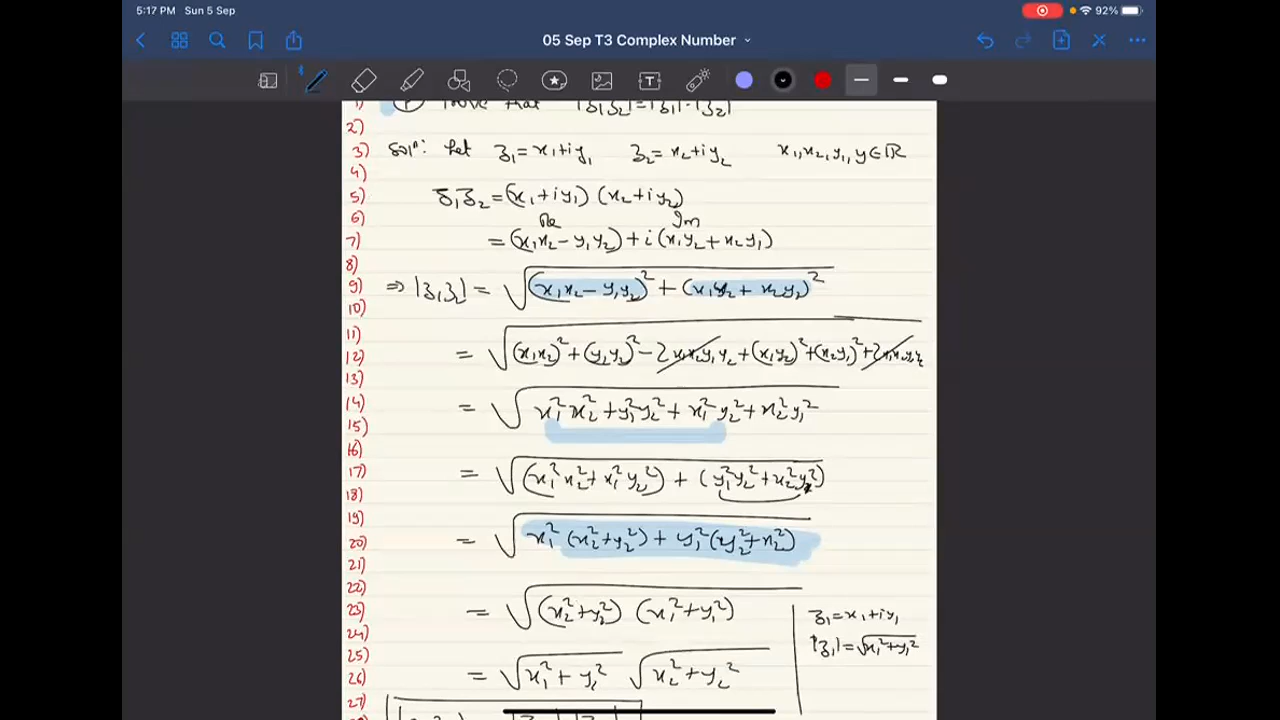 5:17 PM Sun 5 Sep 92%
05 Sep T3 Complex Number
1) P Prove that |z₁z₂|=|z₁|·|z₂|
2)
3) Solⁿ: Let z₁=x₁+iy₁ z₂=x₂+iy₂ x₁,x₂,y₁,y∈ℝ
4)
5) z₁z₂=(x₁+iy₁)(x₂+iy₂)
6) Re Im
7) =(x₁x₂-y₁y₂)+i(x₁y₂+x₂y₁)
8)
9) ⇒|z₁z₂| = √((x₁x₂-y₁y₂)²+(x₁y₂+x₂y₂)²)
10)
11)
12) = √((x₁x₂)²+(y₁y₂)²-2x₁x₂y₁y₂+(x₁y₂)²+(x₂y₁)²+2x₁x₂y₁y₂)
13)
14) = √(x₁²x₂²+y₁²y₂²+x₁²y₂²+x₂²y₁²)
15)
16)
17) = √((x₁²x₂²+x₁²y₂²)+(y₁²y₂²+x₂²y₁²))
18)
19)
20) = √(x₁²(x₂²+y₂²)+y₁²(y₂²+x₂²))
21)
22)
23) = √((x₂²+y₂²)(x₁²+y₁²)) z₁=x₁+iy₁
24) |z₁|=√(x₁²+y₁²)
25)
26) = √(x₁²+y₁²) √(x₂²+y₂²)
27)